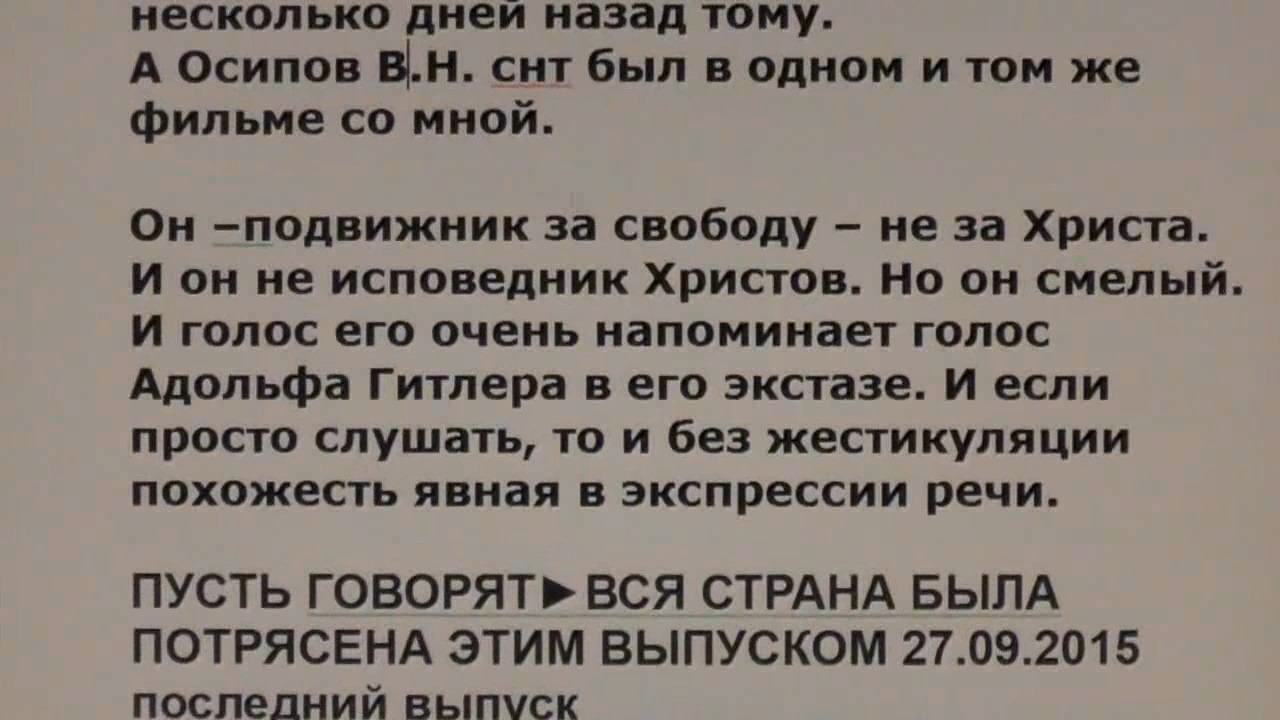 несколько дней назад тому.
А Осипов В.Н. снт был в одном и том же
фильме со мной.
Он –подвижник за свободу – не за Христа.
И он не исповедник Христов. Но он смелый.
И голос его очень напоминает голос
Адольфа Гитлера в его экстазе. И если
просто слушать, то и без жестикуляции
похожесть явная в экспрессии речи.
ПУСТЬ ГОВОРЯТ►ВСЯ СТРАНА БЫЛА
ПОТРЯСЕНА ЭТИМ ВЫПУСКОМ 27.09.2015
последний выпуск